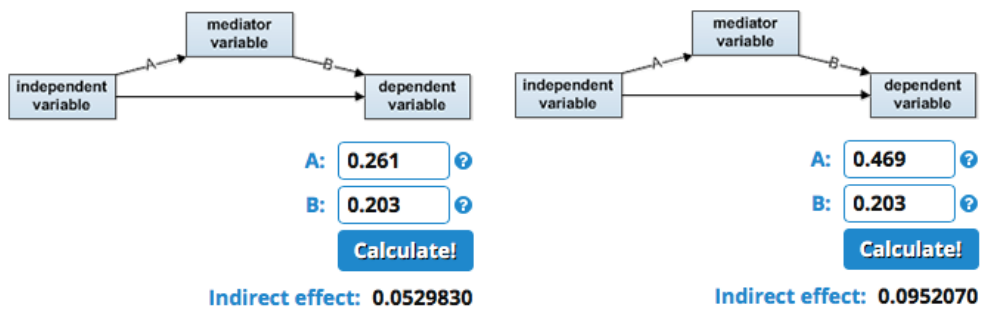 mediator
variable
A
B
independent
variable
dependent
variable
A: 0.261 ?
B: 0.203 ?
Calculate!
Indirect effect: 0.0529830
mediator
variable
A
B
independent
variable
dependent
variable
A: 0.469 ?
B: 0.203 ?
Calculate!
Indirect effect: 0.0952070